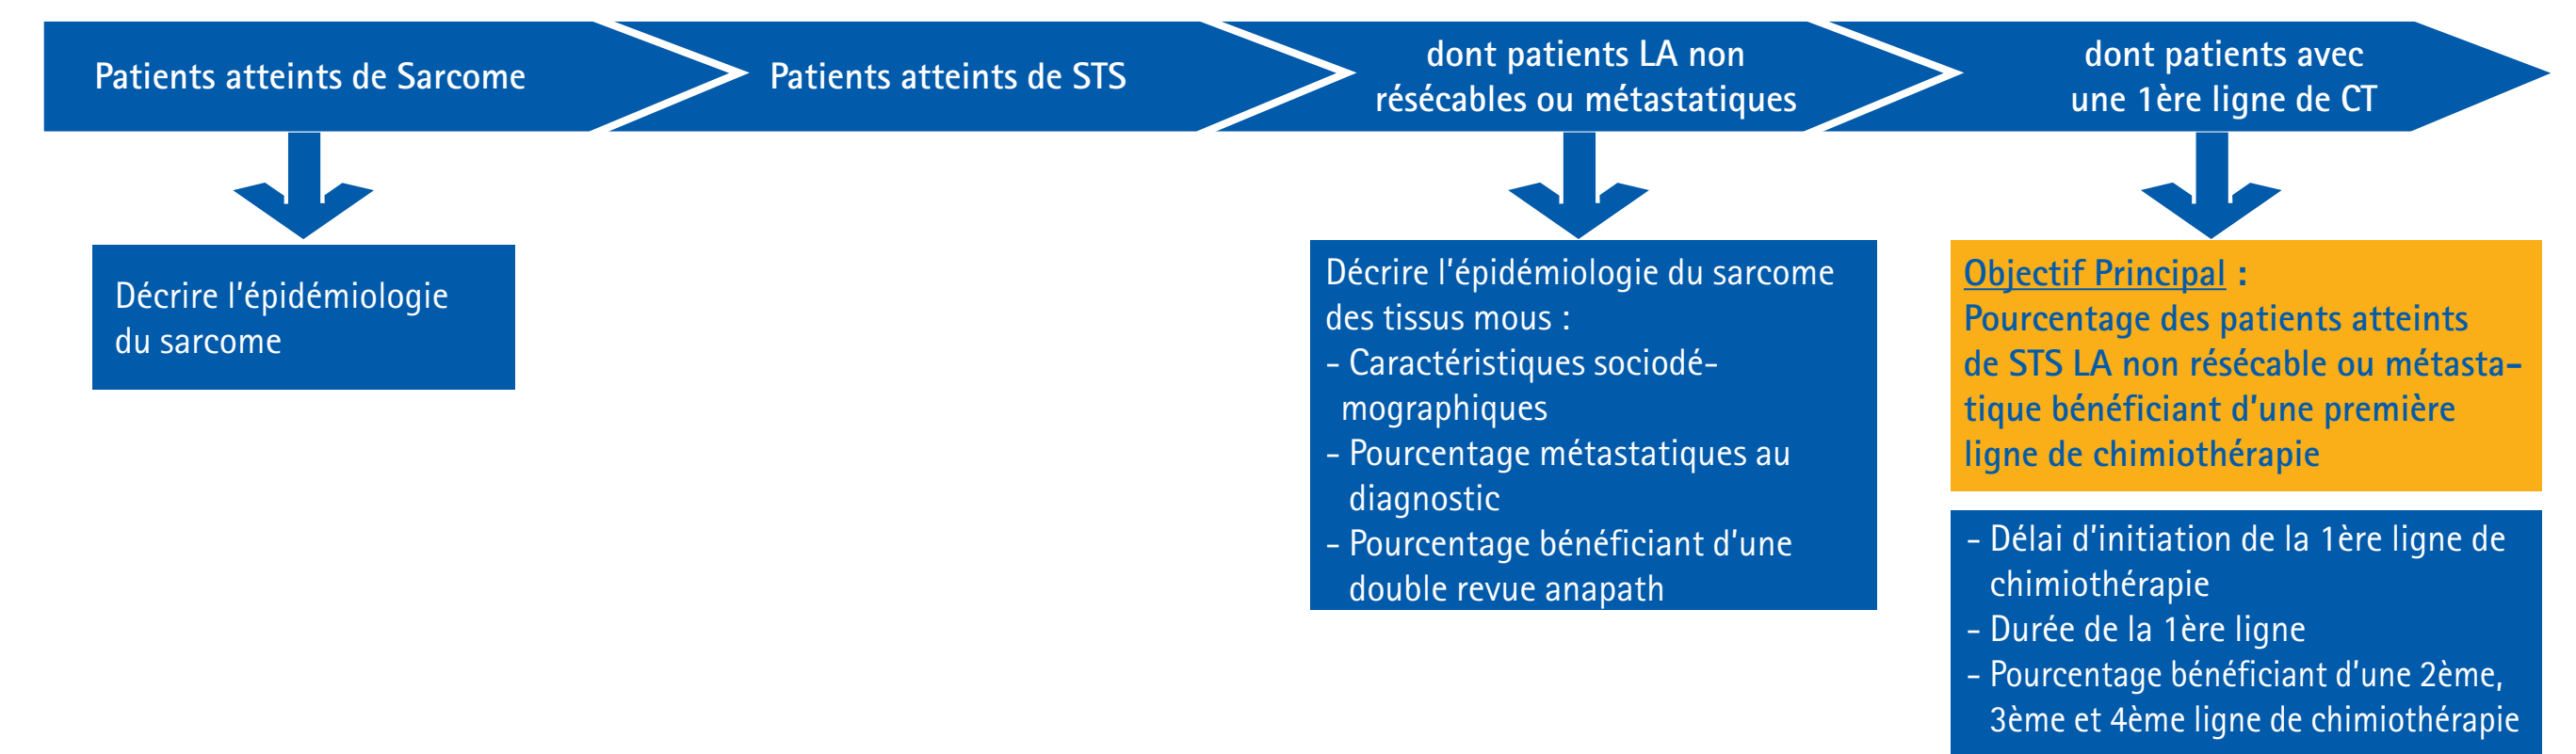 Patients atteints de Sarcome
Patients atteints de STS
dont patients LA non
résécables ou métastatiques
dont patients avec
une 1ère ligne de CT
Décrire l'épidémiologie
du sarcome
Décrire l'épidémiologie du sarcome
des tissus mous :
- Caractéristiques sociodé-
mographiques
- Pourcentage métastatiques au
diagnostic
- Pourcentage bénéficiant d'une
double revue anapath
Objectif Principal :
Pourcentage des patients atteints
de STS LA non résécable ou métasta-
tique bénéficiant d'une première
ligne de chimiothérapie
- Délai d'initiation de la 1ère ligne de
chimiothérapie
- Durée de la 1ère ligne
- Pourcentage bénéficiant d'une 2ème,
3ème et 4ème ligne de chimiothérapie